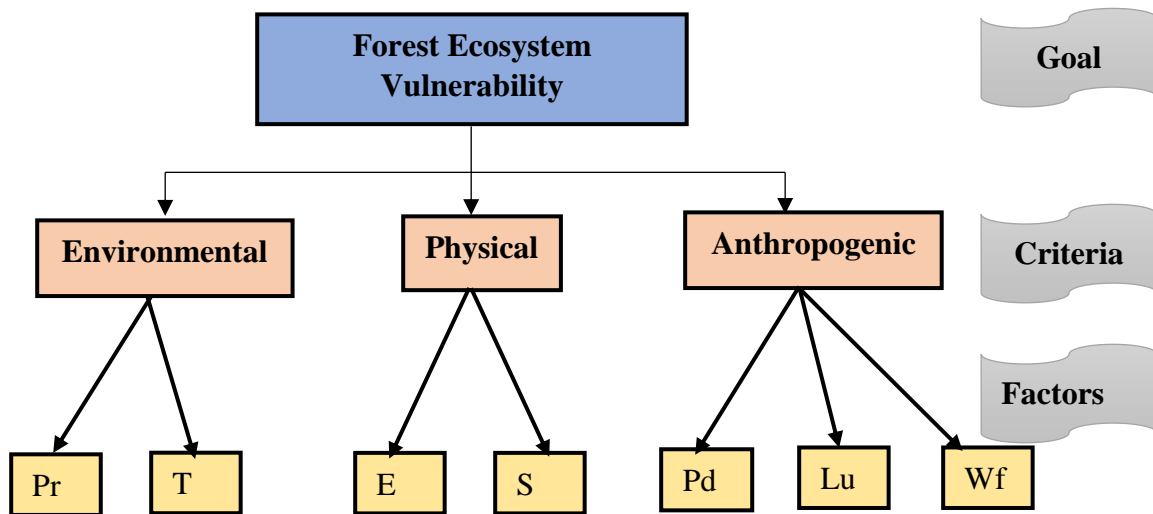 Forest Ecosystem
Vulnerability
Goal
Environmental
Physical
Anthropogenic
Criteria
Factors
Pr
T
E
S
Pd
Lu
Wf